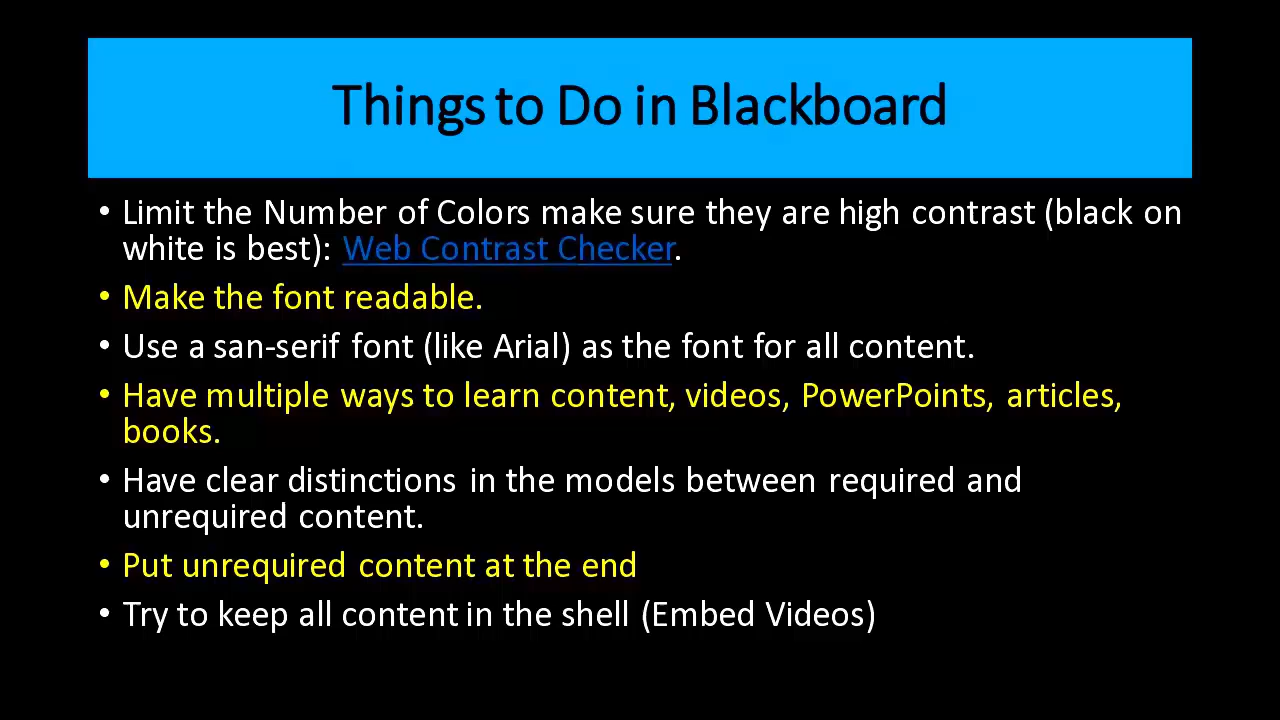 Things to Do in Blackboard
• Limit the Number of Colors make sure they are high contrast (black on
white is best): Web Contrast Checker.
• Make the font readable.
• Use a san-serif font (like Arial) as the font for all content.
• Have multiple ways to learn content, videos, PowerPoints, articles,
books.
• Have clear distinctions in the models between required and
unrequired content.
• Put unrequired content at the end
• Try to keep all content in the shell (Embed Videos)